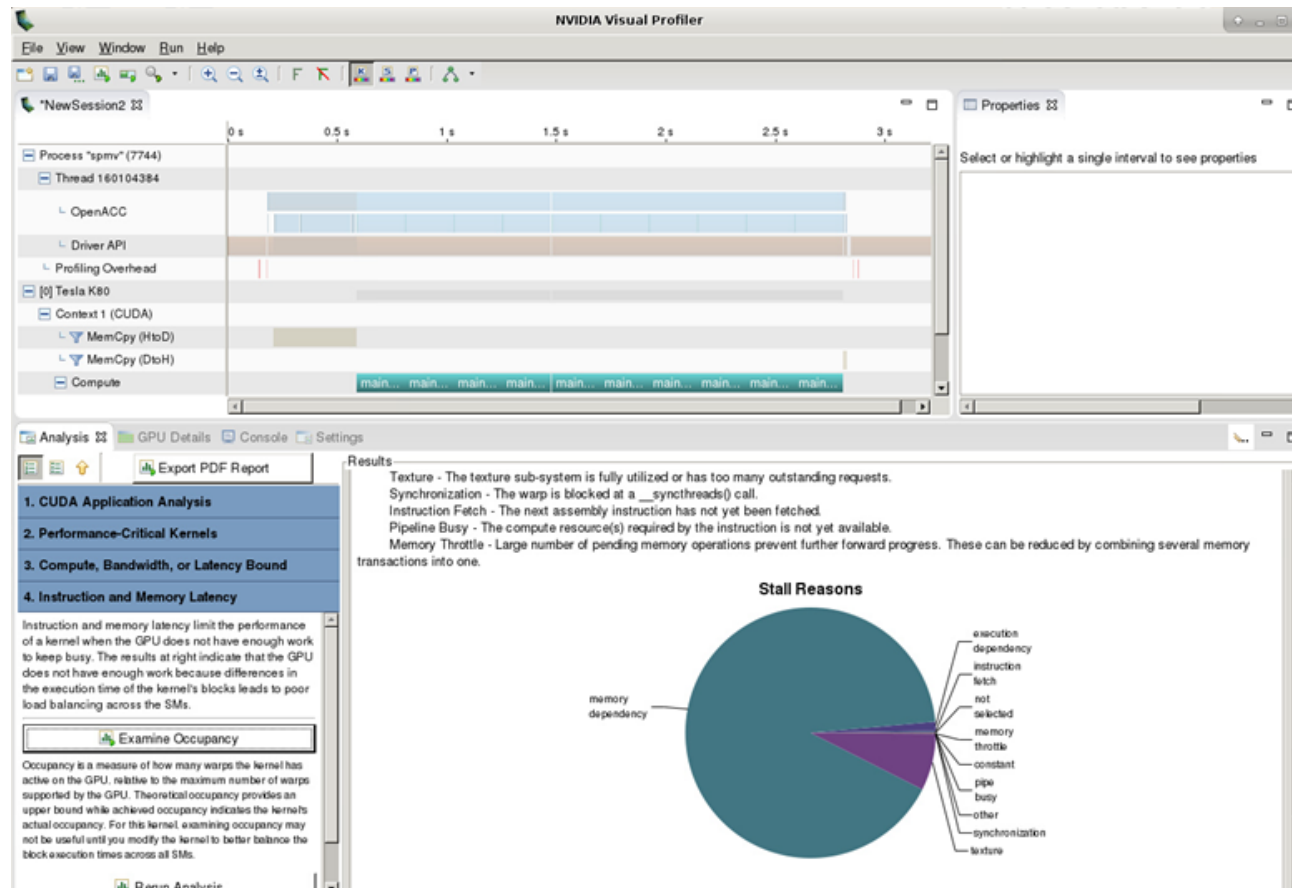 NVIDIA Visual Profiler
File View Window Run Help
*NewSession2
Properties
0 s 0.5 s 1 s 1.5 s 2 s 2.5 s 3 s
Process "spmv" (7744)
Select or highlight a single interval to see properties
Thread 160104384
OpenACC
Driver API
Profiling Overhead
[0] Tesla K80
Context 1 (CUDA)
MemCpy (HtoD)
MemCpy (DtoH)
Compute
main... main... main... main... main... main... main... main... main... main...
Analysis GPU Details Console Settings
Export PDF Report
1. CUDA Application Analysis
2. Performance-Critical Kernels
3. Compute, Bandwidth, or Latency Bound
4. Instruction and Memory Latency
Instruction and memory latency limit the performance
of a kernel when the GPU does not have enough work
to keep busy. The results at right indicate that the GPU
does not have enough work because differences in
the execution time of the kernel's blocks leads to poor
load balancing across the SMs.
Examine Occupancy
Occupancy is a measure of how many warps the kernel has
active on the GPU, relative to the maximum number of warps
supported by the GPU. Theoretical occupancy provides an
upper bound while achieved occupancy indicates the kernel's
actual occupancy. For this kernel, examining occupancy may
not be useful until you modify the kernel to better balance the
block execution times across all SMs.
Rerun Analysis
Results
Texture - The texture sub-system is fully utilized or has too many outstanding requests.
Synchronization - The warp is blocked at a __syncthreads() call.
Instruction Fetch - The next assembly instruction has not yet been fetched.
Pipeline Busy - The compute resource(s) required by the instruction is not yet available.
Memory Throttle - Large number of pending memory operations prevent further forward progress. These can be reduced by combining several memory
transactions into one.
Stall Reasons
memory
dependency
execution
dependency
instruction
fetch
not
selected
memory
throttle
constant
pipe
busy
other
synchronization
texture